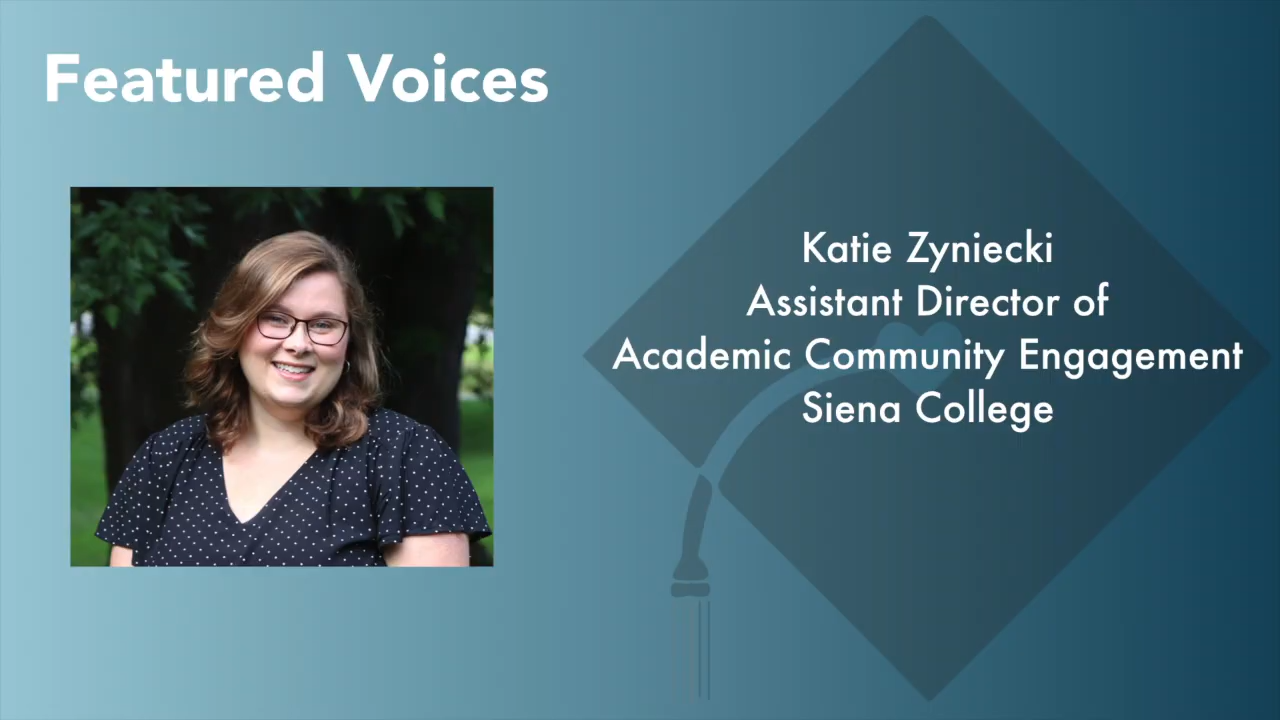 Featured Voices
Katie Zyniecki
Assistant Director of
Academic Community Engagement
Siena College